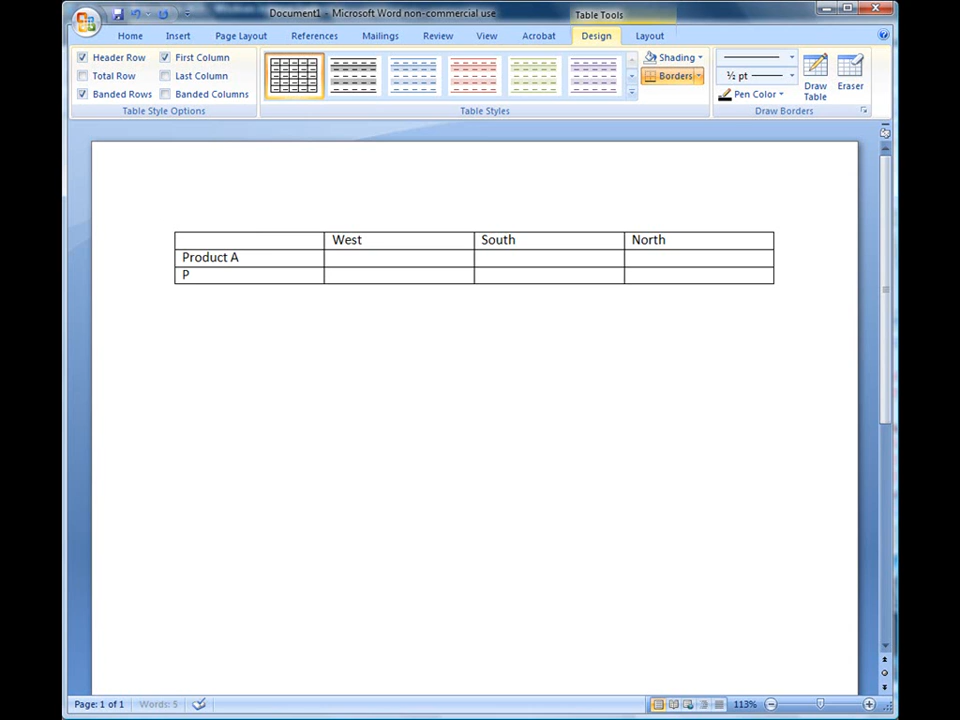 Document1 - Microsoft Word non-commercial use
Table Tools
Home Insert Page Layout References Mailings Review View Acrobat Design Layout
Header Row First Column
Total Row Last Column
Banded Rows Banded Columns
Table Style Options
Table Styles
Shading
Borders
½ pt
Pen Color
Draw Table
Eraser
Draw Borders
West South North
Product A
P
Page: 1 of 1 Words: 5 113%